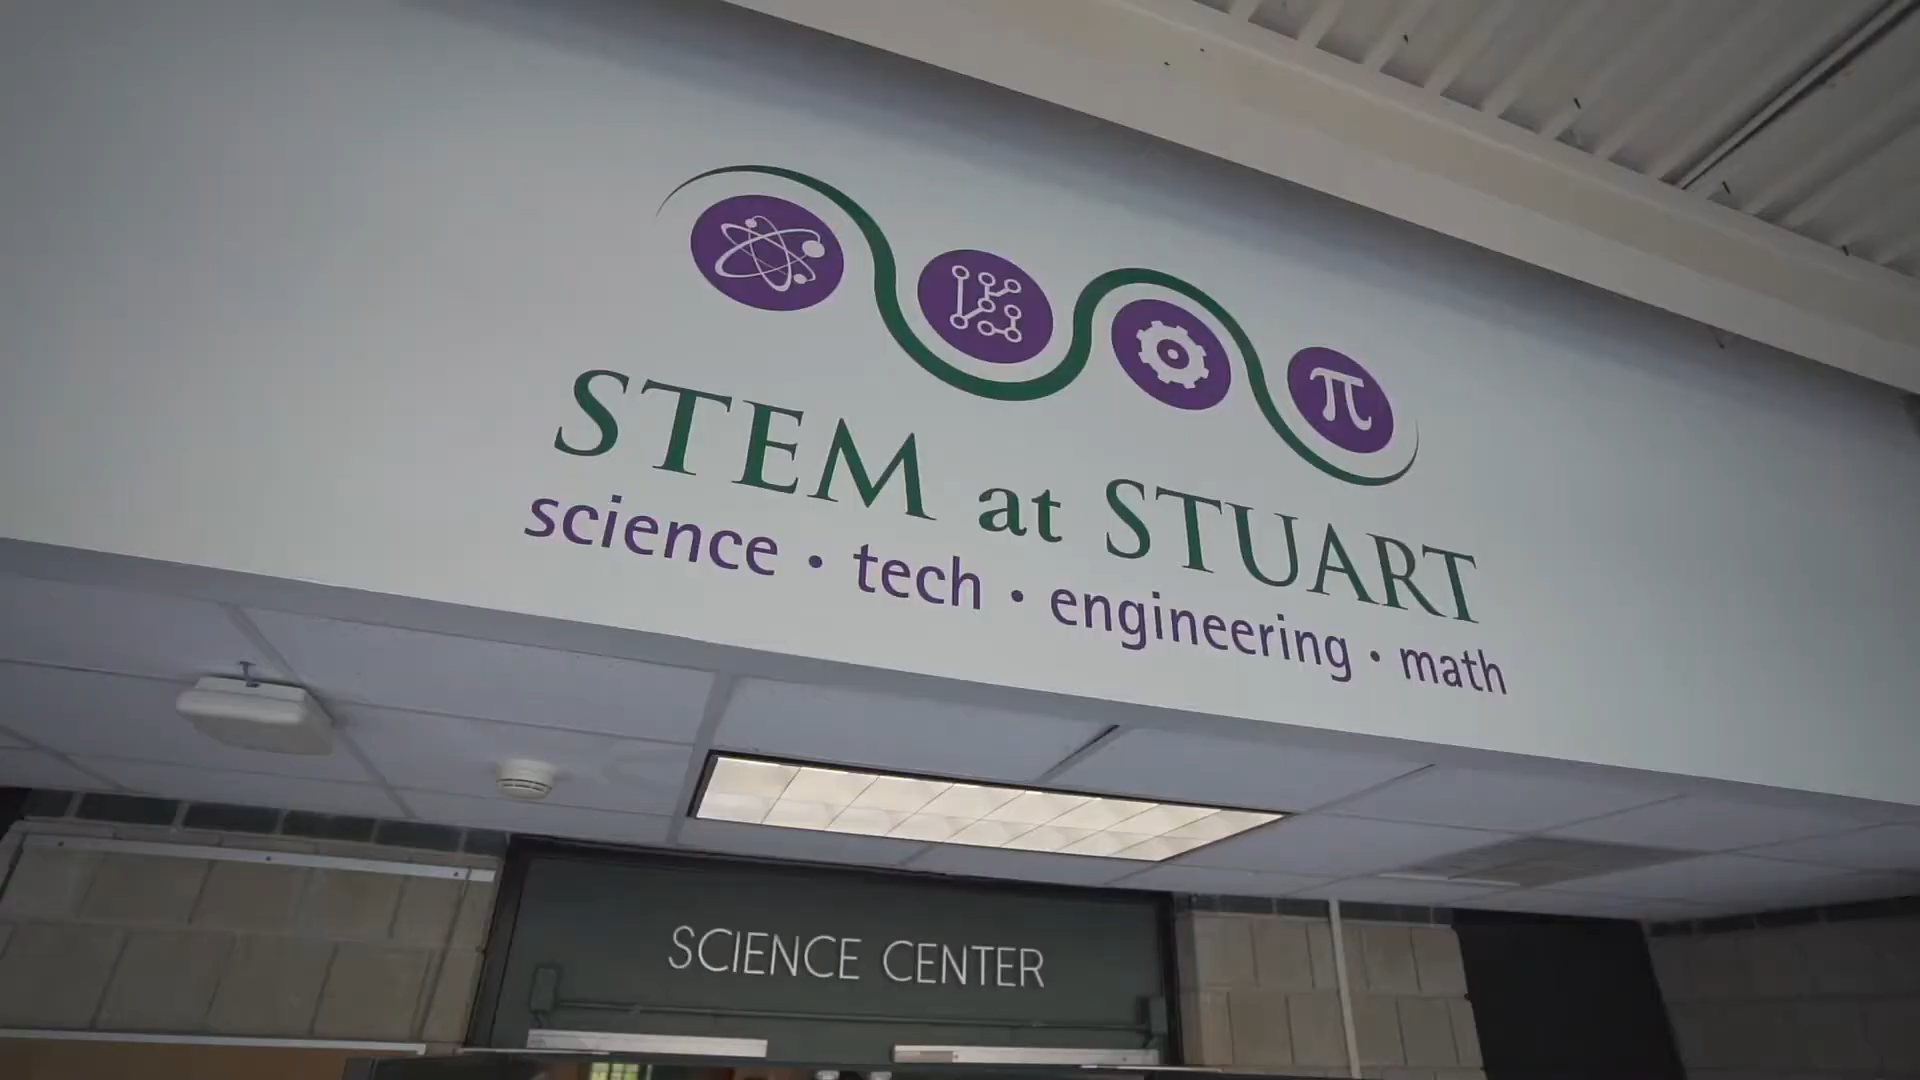 π
STEM at STUART
science • tech • engineering • math
SCIENCE CENTER